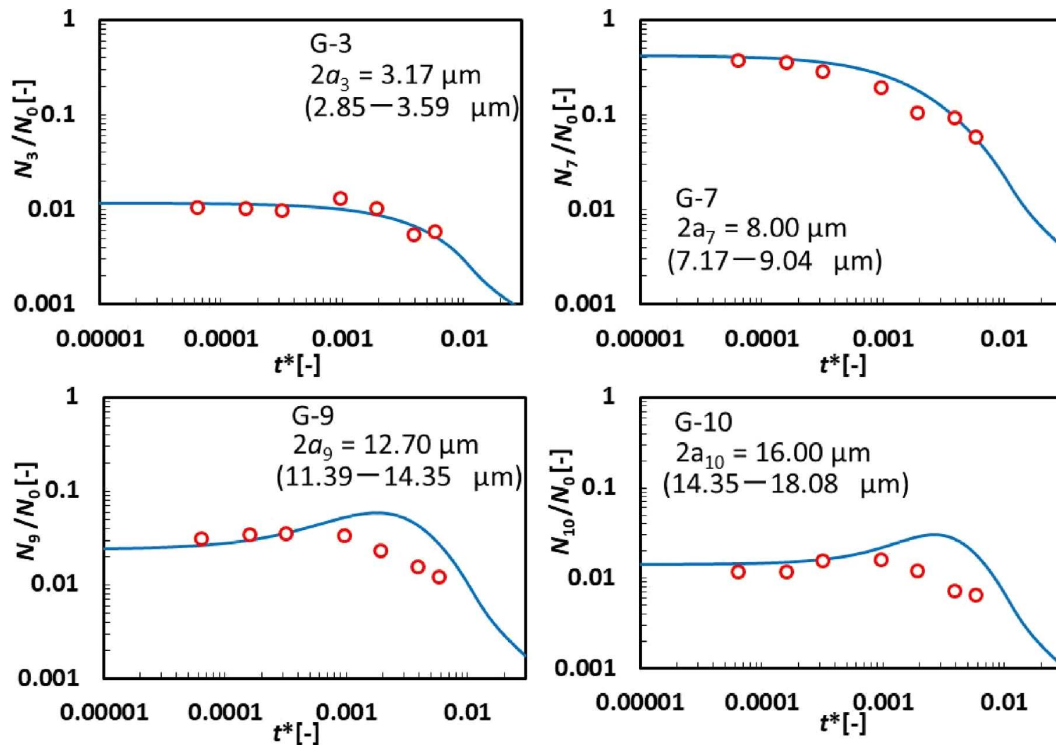 1
0.1
0.01
0.001
N3/N0[-]
G-3
2a3 = 3.17 μm
(2.85—3.59 μm)
0.00001 0.0001 0.001 0.01
t*[-]
1
0.1
0.01
0.001
N7/N0[-]
G-7
2a7 = 8.00 μm
(7.17—9.04 μm)
0.00001 0.0001 0.001 0.01
t*[-]
1
0.1
0.01
0.001
N9/N0[-]
G-9
2a9 = 12.70 μm
(11.39—14.35 μm)
0.00001 0.0001 0.001 0.01
t*[-]
1
0.1
0.01
0.001
N10/N0[-]
G-10
2a10 = 16.00 μm
(14.35—18.08 μm)
0.00001 0.0001 0.001 0.01
t*[-]